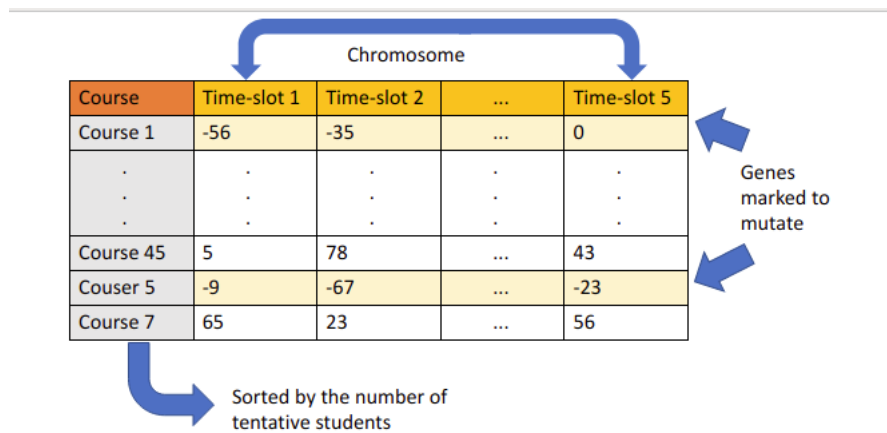 Chromosome
Course Time-slot 1 Time-slot 2 ... Time-slot 5
Course 1 -56 -35 ... 0
. . . . .
. . . . .
. . . . .
Genes
marked to
mutate
Course 45 5 78 ... 43
Couser 5 -9 -67 ... -23
Course 7 65 23 ... 56
Sorted by the number of
tentative students